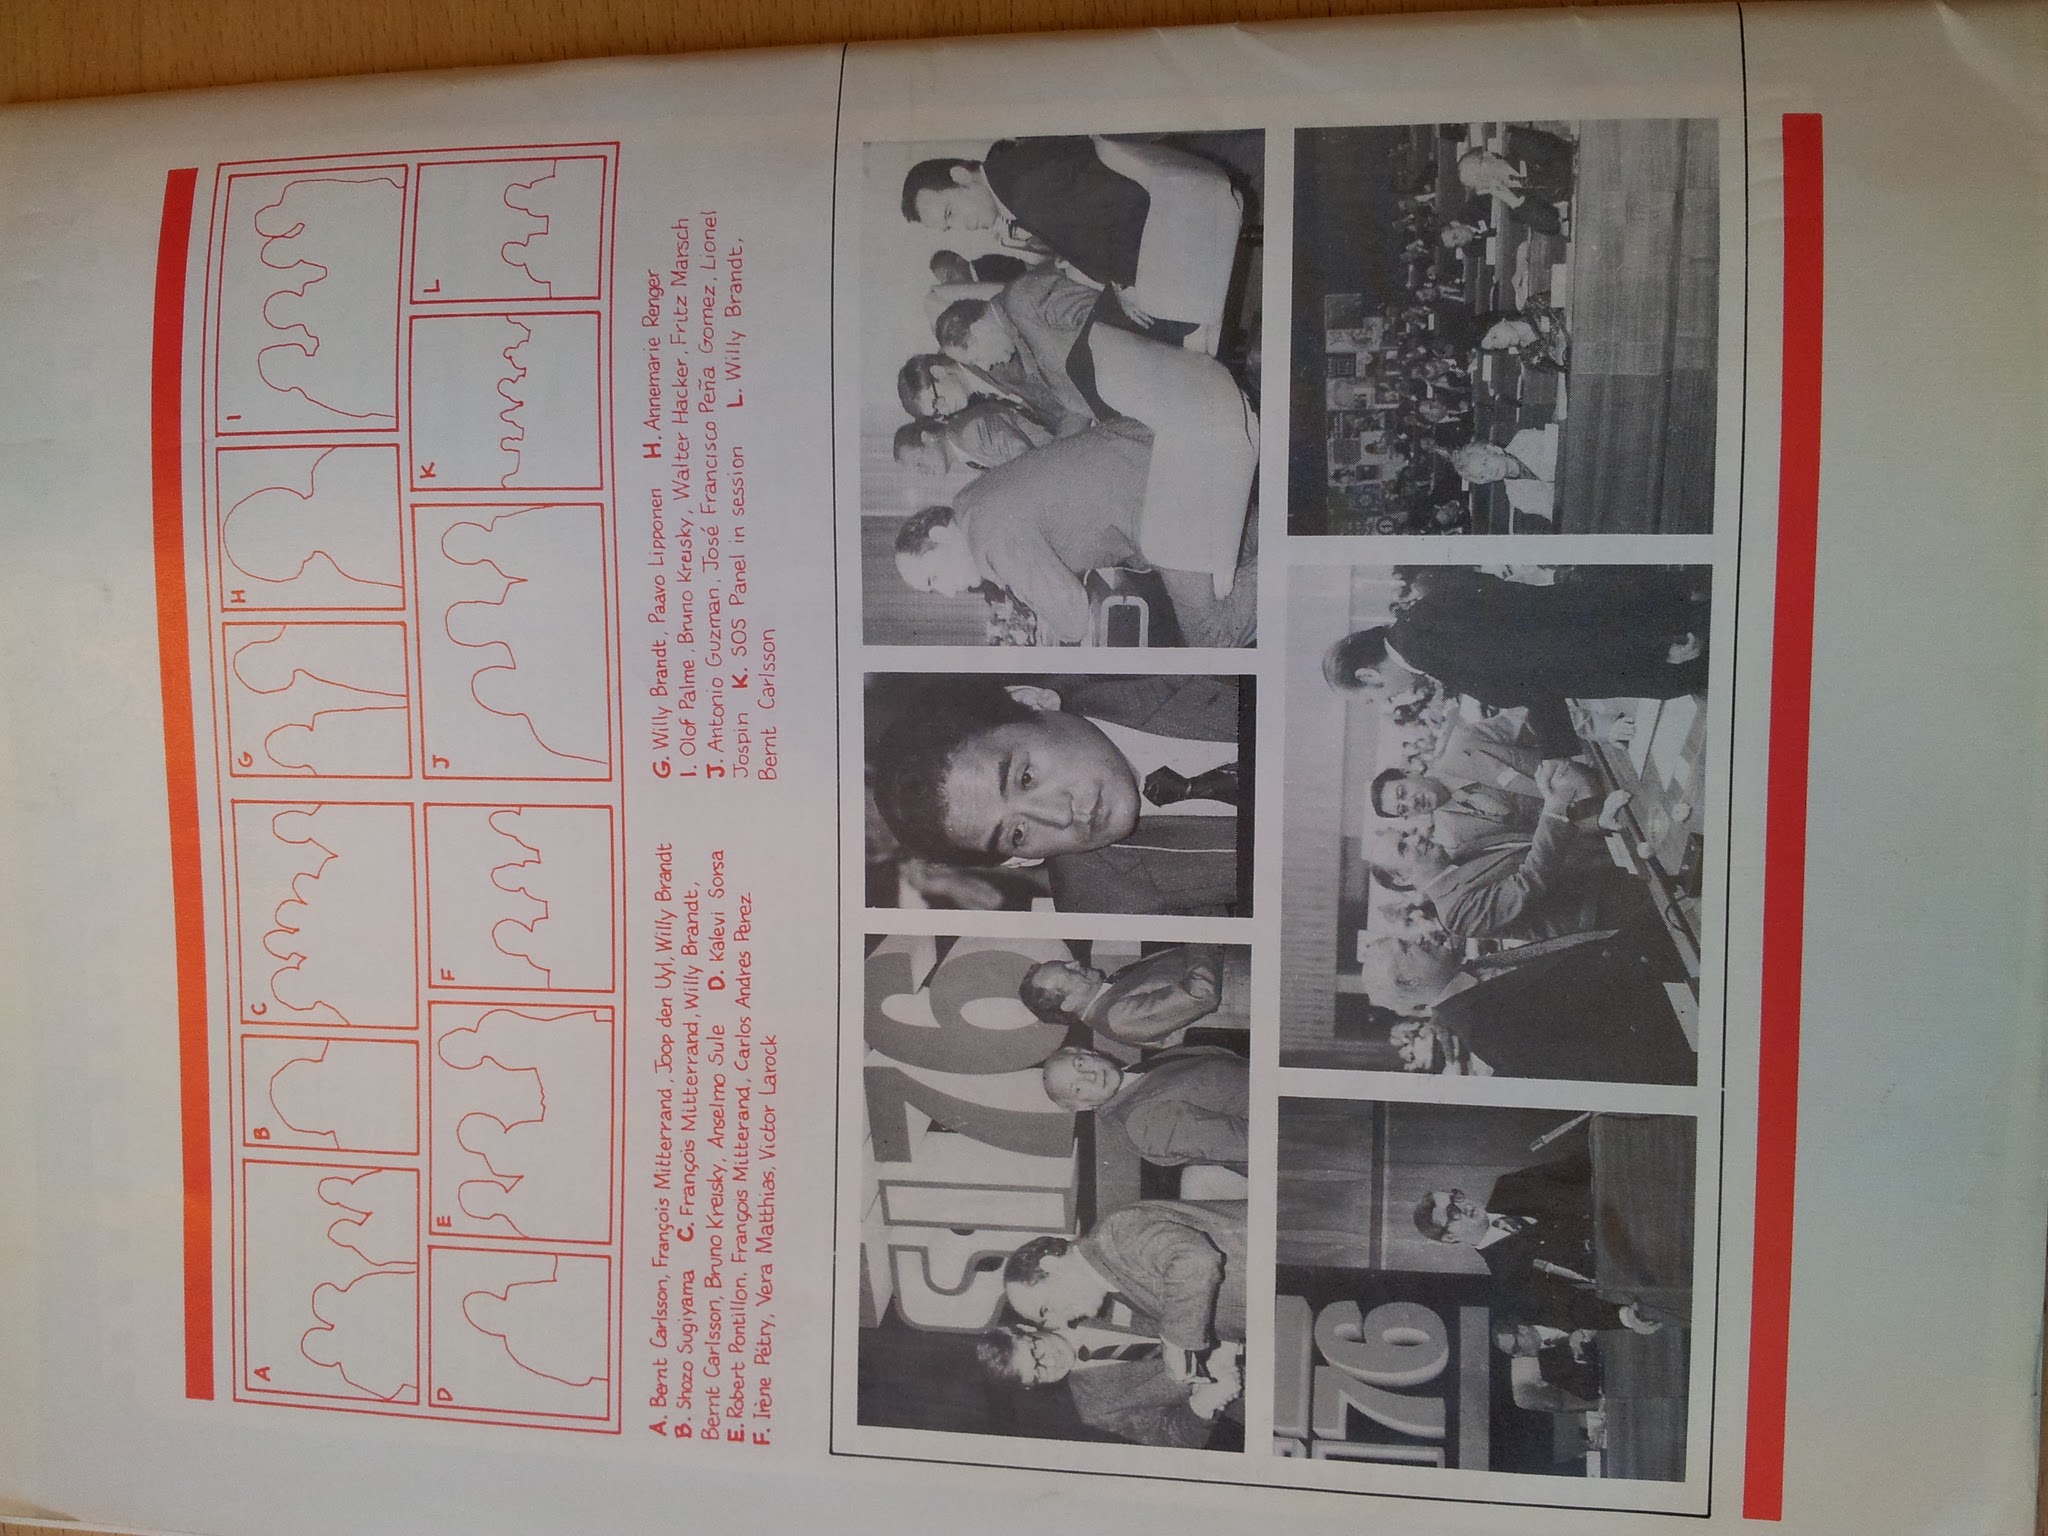 A
B
C
G
H
I
D
E
F
J
K
L
A. Bernt Carlsson, François Mitterrand, Joop den Uyl, Willy Brandt
B. Shozo Sugiyama C. François Mitterrand, Willy Brandt,
Bernt Carlsson, Bruno Kreisky, Anselmo Sule D. Kalevi Sorsa
E. Robert Pontillon. François Mitterand, Carlos Andres Perez
F. Irène Pétry, Vera Matthias, Victor Larock
G. Willy Brandt, Paavo Lipponen H. Annemarie Renger
I. Olof Palme, Bruno Kreisky, Walter Hacker, Fritz Marsch
J. Antonio Guzman, José Francisco Peña Gomez, Lionel
Jospin K. SOS Panel in session L. Willy Brandt,
Bernt Carlsson
SI76
I76